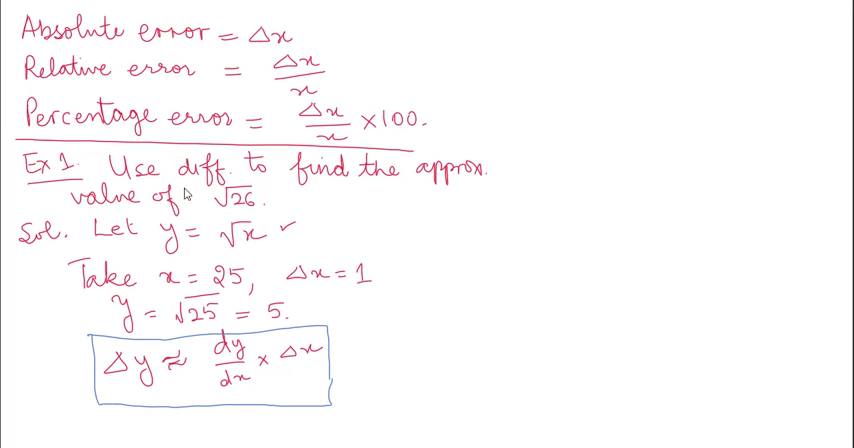 Absolute error = Δx
Relative error = Δx/x
Percentage error = Δx/x × 100.
Ex 1. Use diff. to find the approx.
value of √26.
Sol. Let y = √x ✓
Take x = 25, Δx = 1
y = √25 = 5.
Δy ≈ dy/dx × Δx